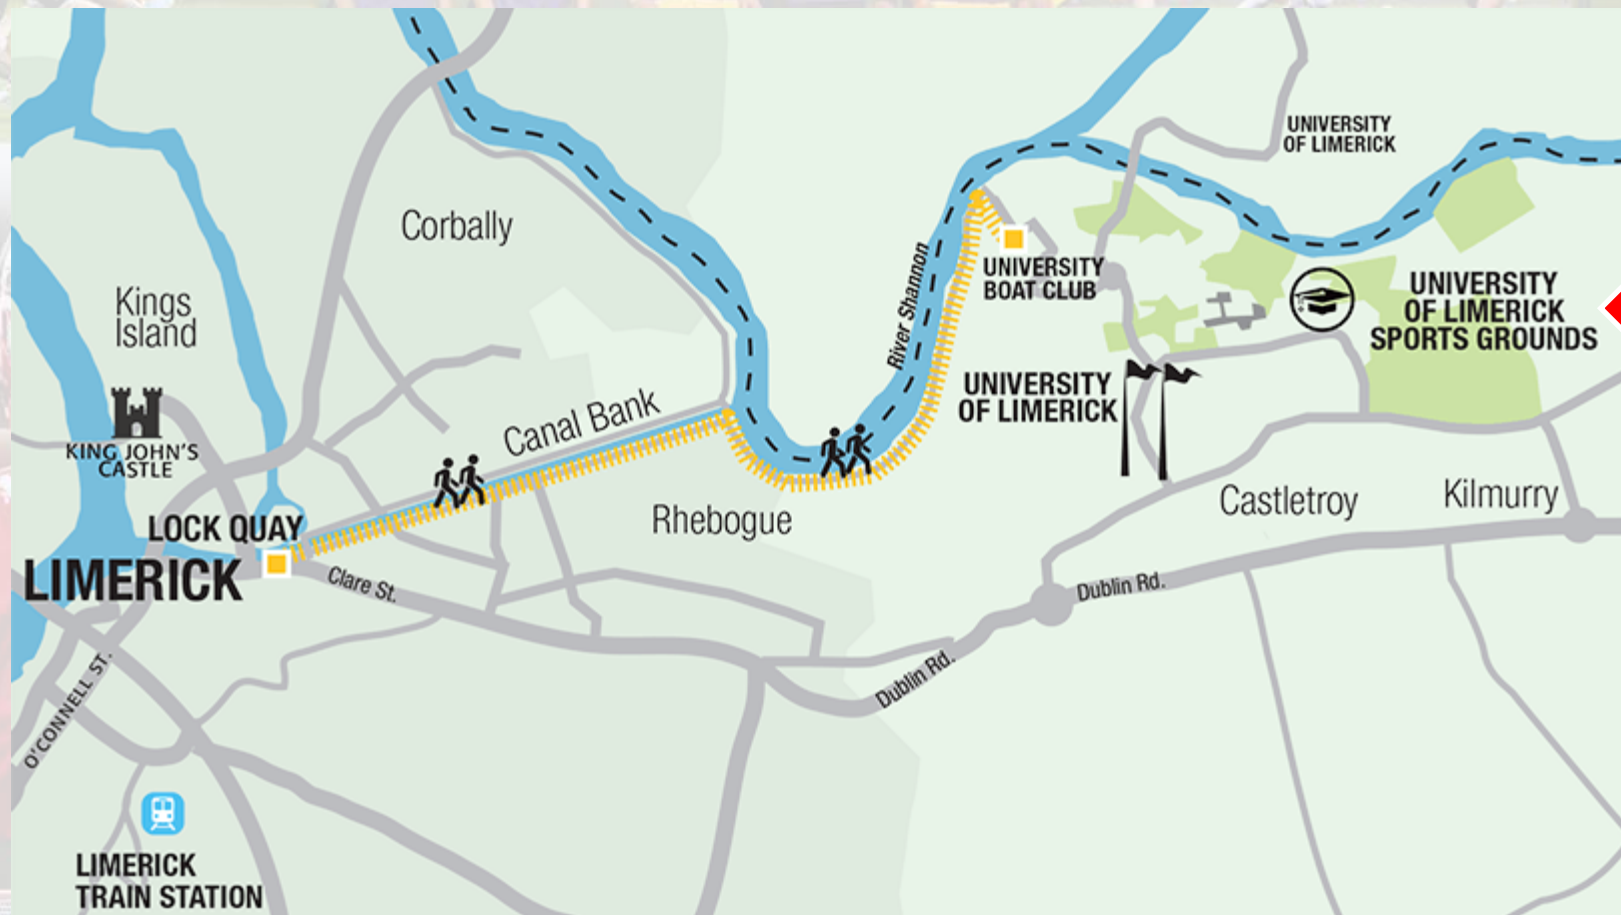 UNIVERSITY
OF LIMERICK
Corbally
River Shannon
UNIVERSITY
BOAT CLUB
UNIVERSITY
OF LIMERICK
SPORTS GROUNDS
Kings
Island
UNIVERSITY
OF LIMERICK
Canal Bank
KING JOHN'S
CASTLE
Castletroy
Kilmurry
Rhebogue
LOCK QUAY
LIMERICK
Clare St.
Dublin Rd.
Dublin Rd.
O'CONNELL ST.
LIMERICK
TRAIN STATION